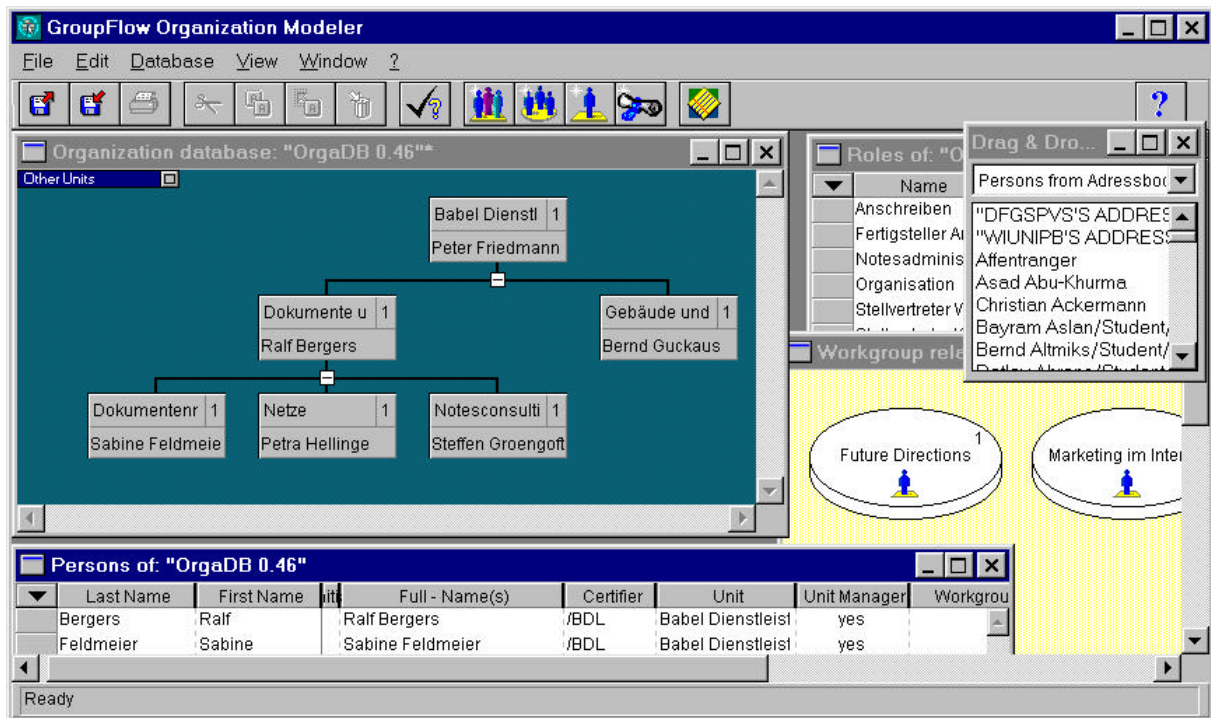 GroupFlow Organization Modeler
File Edit Database View Window ?
Organization database: "OrgaDB 0.46"*
Other Units
Babel Dienstl 1
Peter Friedmann
Dokumente u 1
Ralf Bergers
Gebäude und 1
Bernd Guckaus
Dokumentenr 1
Sabine Feldmeie
Netze 1
Petra Hellinge
Notesconsulti 1
Steffen Groengoft
Roles of: "O
Name
Anschreiben
Fertigsteller A
Notesadminis
Organisation
Stellvertreter V
Drag & Dro...
Persons from Adressboo
"DFGSPVS'S ADDRES
"WIUNIPB'S ADDRESS
Affentranger
Asad Abu-Khurma
Christian Ackermann
Bayram Aslan/Student/
Bernd Altmiks/Student/
Workgroup rela
Future Directions 1
Marketing im Inter
Persons of: "OrgaDB 0.46"
Last Name First Name Full - Name(s) Certifier Unit Unit Manager Workgrou
Bergers Ralf Ralf Bergers /BDL Babel Dienstleist yes
Feldmeier Sabine Sabine Feldmeier /BDL Babel Dienstleist yes
Ready